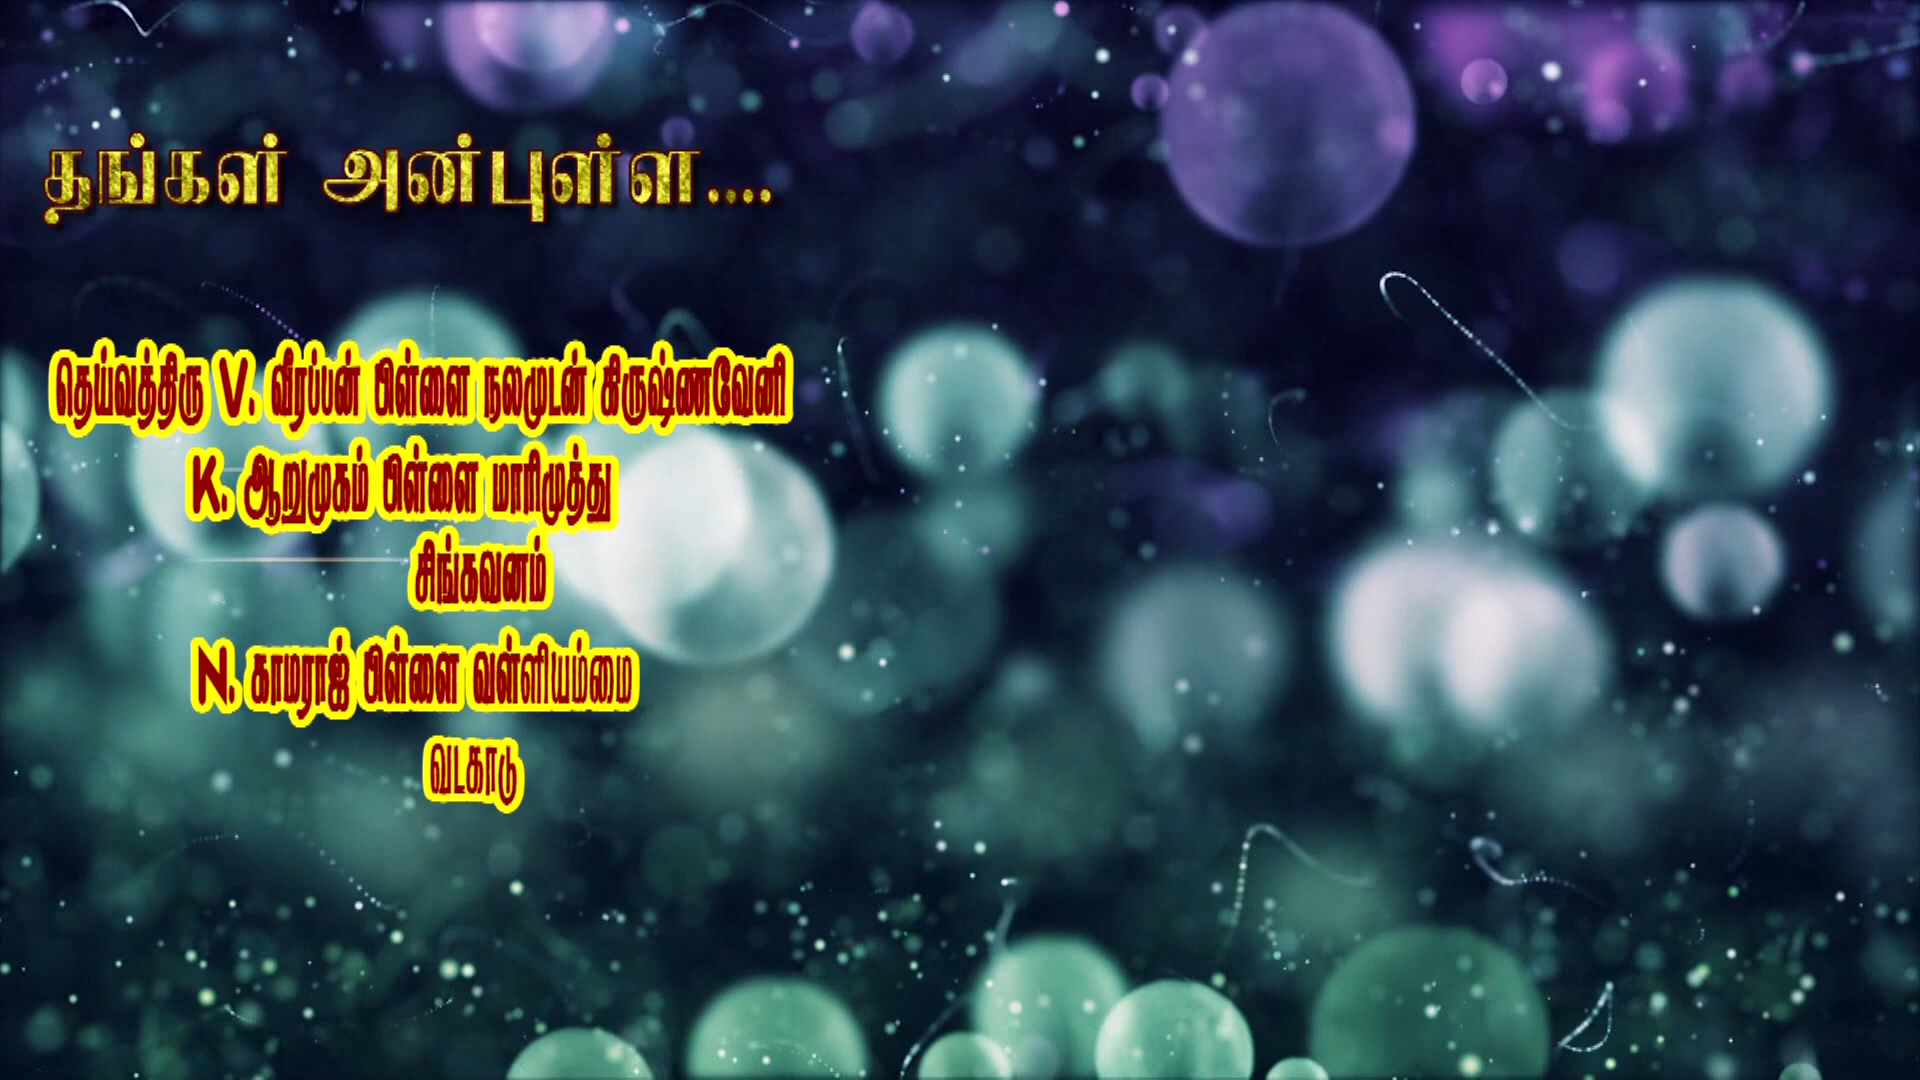 தங்கள் அன்புள்ள....
தெய்வத்திரு V. வீரப்பன் பிள்ளை நலமுடன் கிருஷ்ணவேனி
K. ஆறுமுகம் பிள்ளை மாரிமுத்து
சிங்கவனம்
N. காமராஜ் பிள்ளை வள்ளியம்மை
வடகாடு